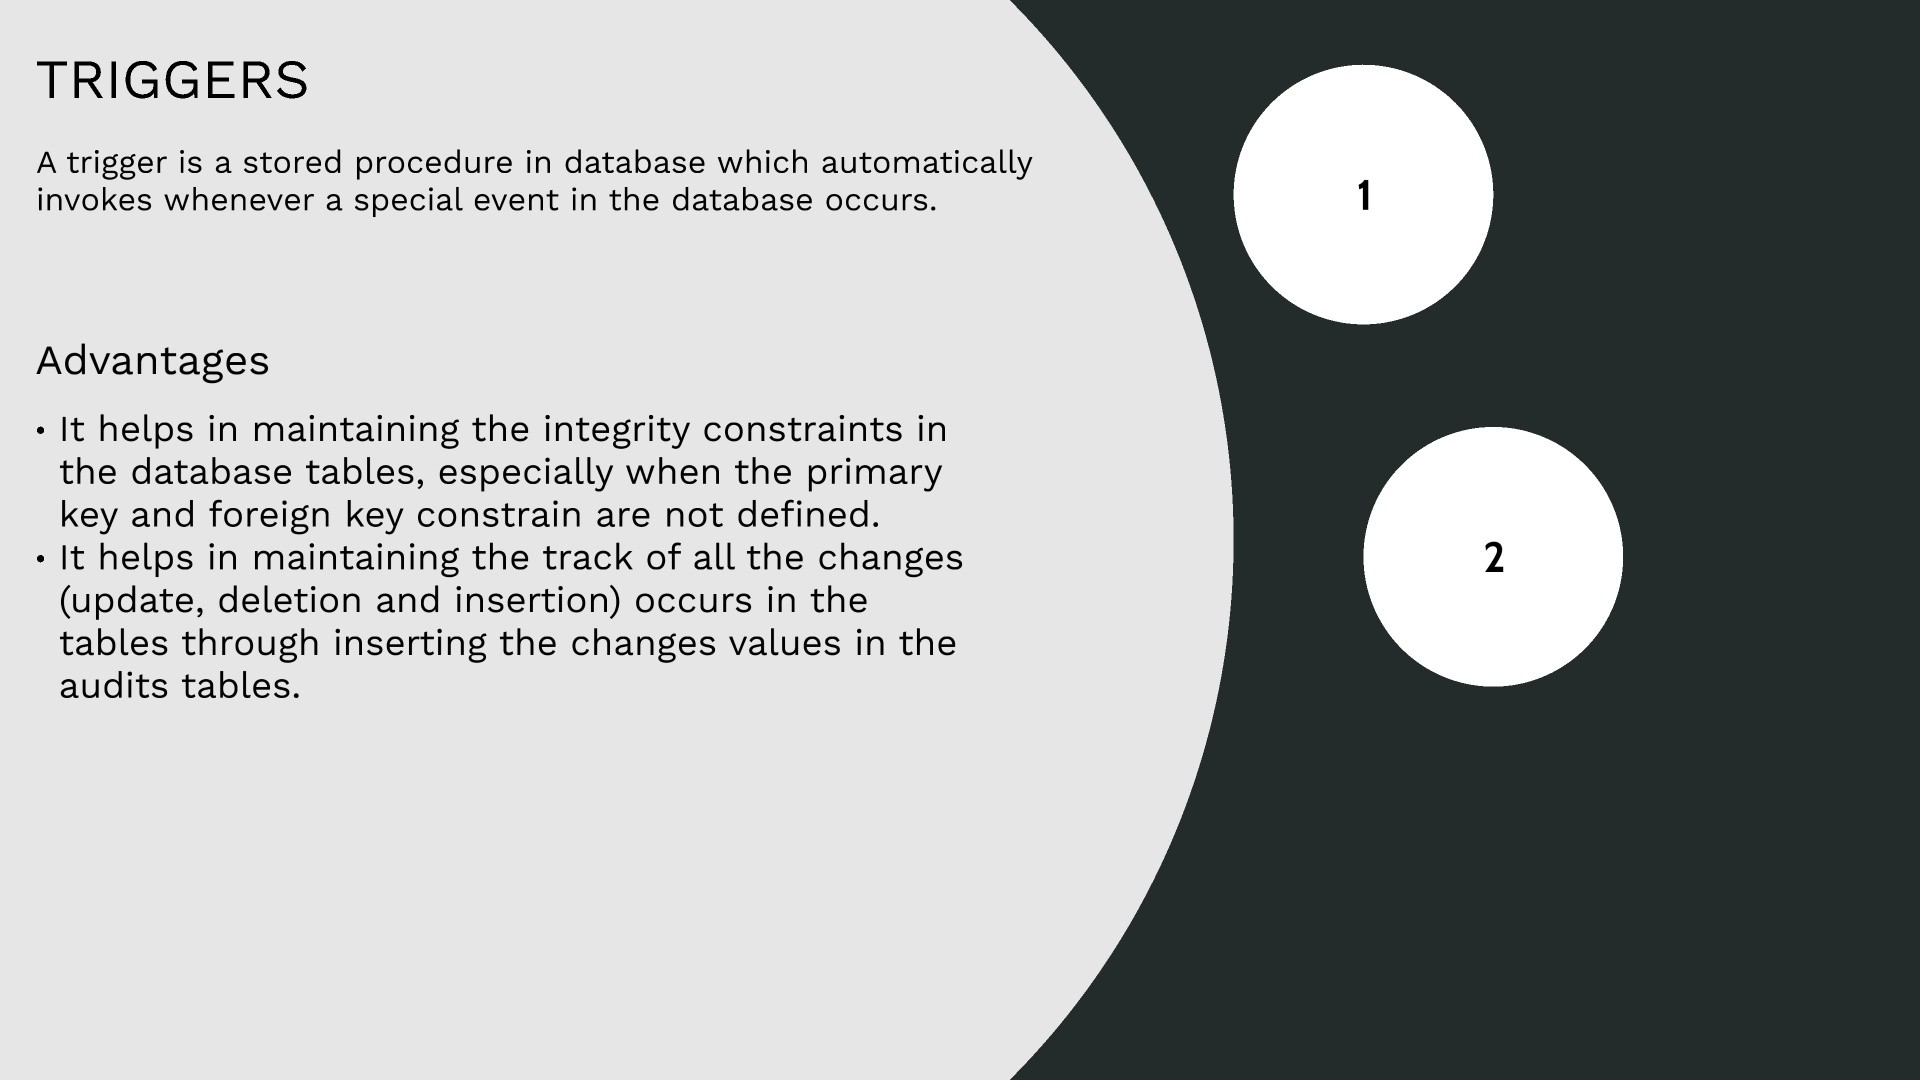 TRIGGERS
A trigger is a stored procedure in database which automatically
invokes whenever a special event in the database occurs.
Advantages
• It helps in maintaining the integrity constraints in
the database tables, especially when the primary
key and foreign key constrain are not defined.
• It helps in maintaining the track of all the changes
(update, deletion and insertion) occurs in the
tables through inserting the changes values in the
audits tables.
1
2